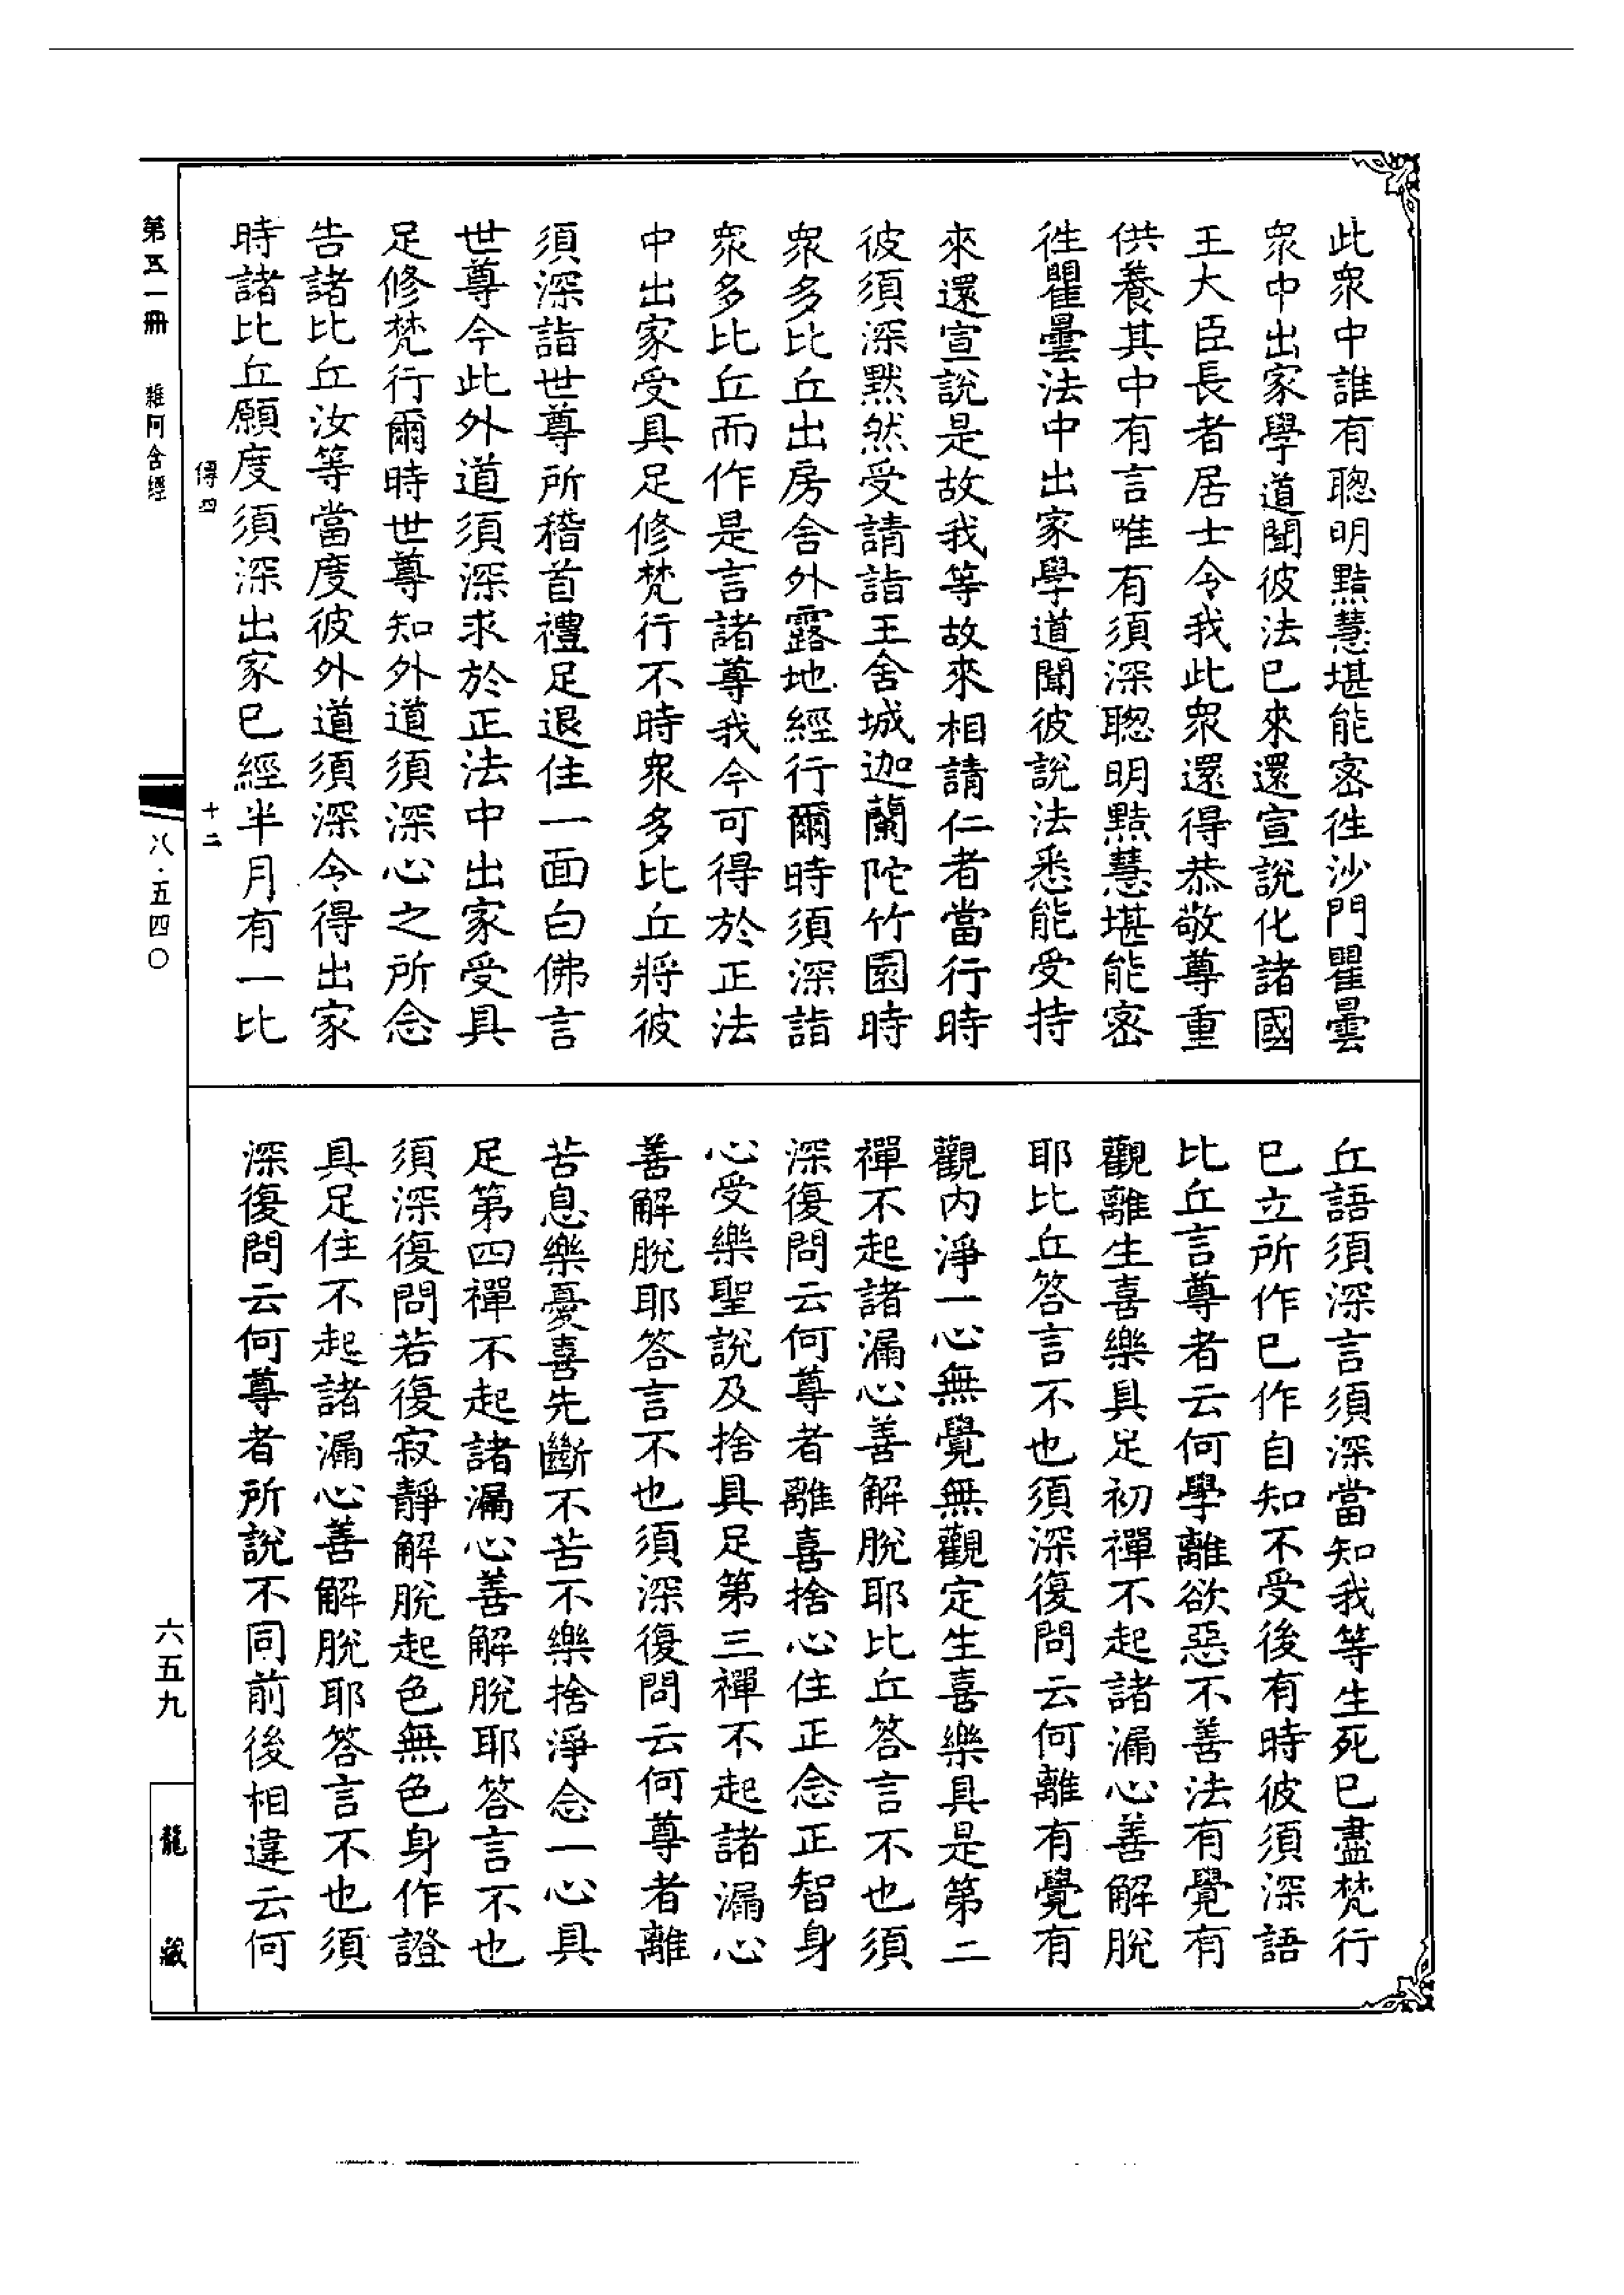 此衆中誰有聰明黠慧堪能密往沙門瞿曇
衆中出家學道聞彼法已來還宣說化諸國
王大臣長者居士令我此衆還得恭敬尊重
供養其中有言唯有須深聰明黠慧堪能密
往瞿曇法中出家學道聞彼說法悉能受持
來還宣說是故我等故來相請仁者當行時
彼須深黙然受請詣王舍城迦蘭陀竹園時
衆多比丘出房舍外露地經行爾時須深詣
衆多比丘而作是言諸尊我今可得於正法
中出家受具足修梵行不時衆多比丘將彼
須深詣世尊所稽首禮足退住一面白佛言
世尊今此外道須深求於正法中出家受具
足修梵行爾時世尊知外道須深心之所念
告諸比丘汝等當度彼外道須深令得出家
時諸比丘願度須深出家已經半月有一比
丘語須深言須深當知我等生死已盡梵行
已立所作已作自知不受後有時彼須深語
比丘言尊者云何學離欲惡不善法有覺有
觀離生喜樂具足初禪不起諸漏心善解脫
耶比丘答言不也須深復問云何離有覺有
觀內淨一心無覺無觀定生喜樂具是第二
禪不起諸漏心善解脫耶比丘答言不也須
深復問云何尊者離喜捨心住正念正智身
心受樂聖說及捨具足第三禪不起諸漏心
善解脫耶答言不也須深復問云何尊者離
苦息樂憂喜先斷不苦不樂捨淨念一心具
足第四禪不起諸漏心善解脫耶答言不也
須深復問若復寂靜解脫起色無色身作證
具足住不起諸漏心善解脫耶答言不也須
深復問云何尊者所說不同前後相違云何
傳四 十二
第五一冊 雜阿含經 八·五四〇 六五九 龍藏